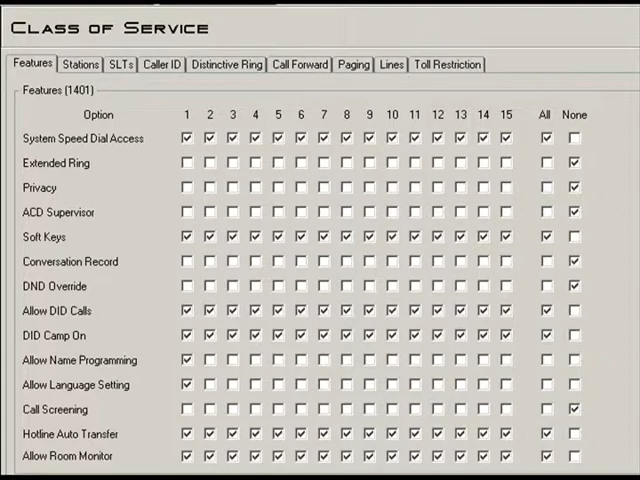 Class of Service
Features Stations SLTs Caller ID Distinctive Ring Call Forward Paging Lines Toll Restriction
Features (1401)
Option 1 2 3 4 5 6 7 8 9 10 11 12 13 14 15 All None
System Speed Dial Access
Extended Ring
Privacy
ACD Supervisor
Soft Keys
Conversation Record
DND Override
Allow DID Calls
DID Camp On
Allow Name Programming
Allow Language Setting
Call Screening
Hotline Auto Transfer
Allow Room Monitor